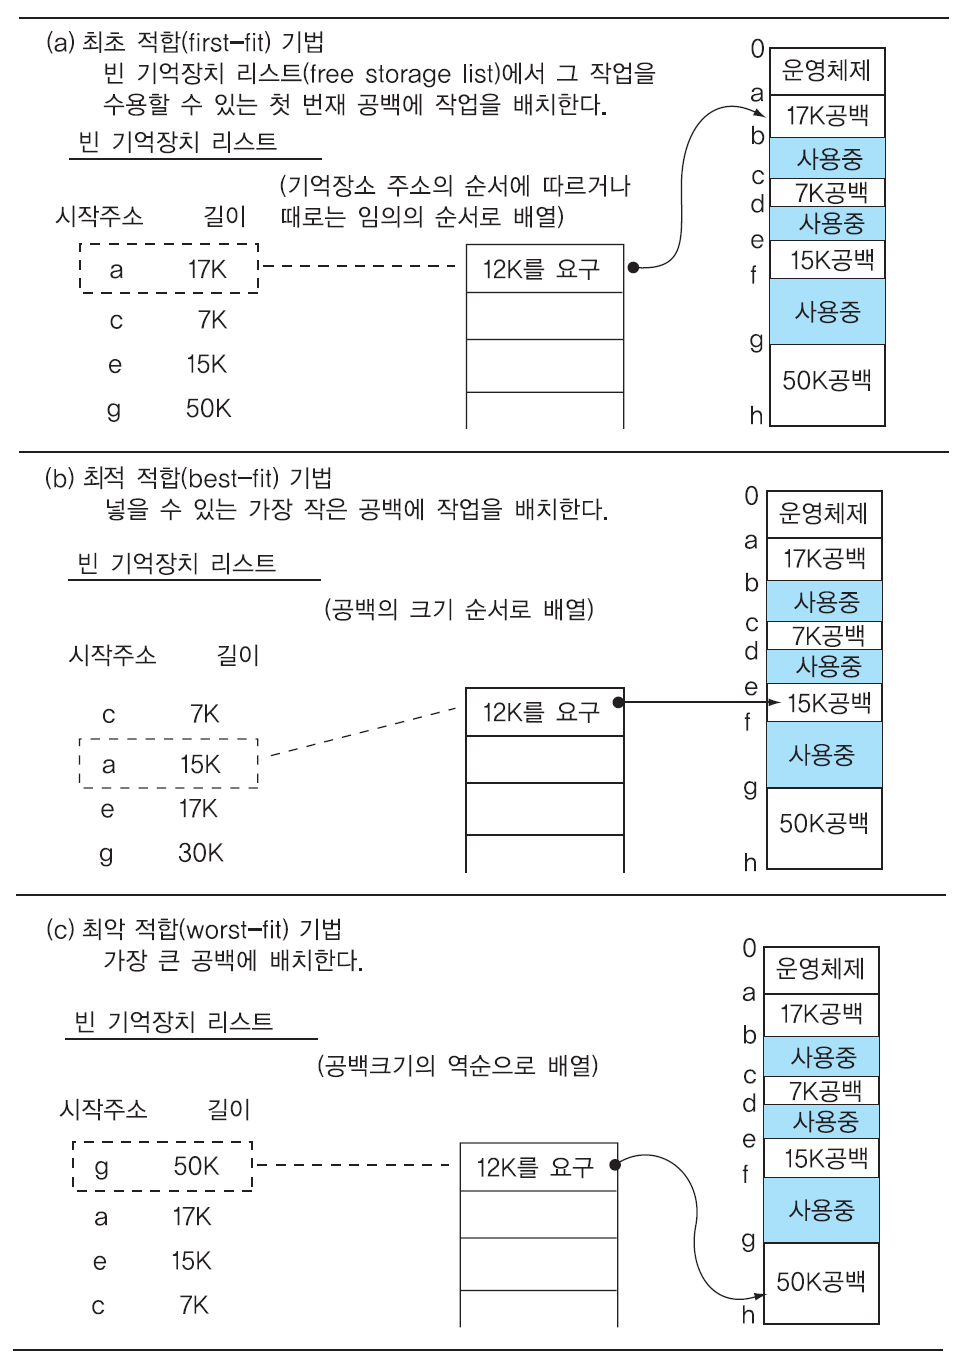 (a) 최초 적합(first-fit) 기법
빈 기억장치 리스트(free storage list)에서 그 작업을
수용할 수 있는 첫 번재 공백에 작업을 배치한다.
빈 기억장치 리스트
(기억장소 주소의 순서에 따르거나
때로는 임의의 순서로 배열)
시작주소 길이
a 17K
c 7K
e 15K
g 50K
12K를 요구
0
운영체제
a
17K공백
b
사용중
c
7K공백
d
사용중
e
15K공백
f
사용중
g
50K공백
h
(b) 최적 적합(best-fit) 기법
넣을 수 있는 가장 작은 공백에 작업을 배치한다.
빈 기억장치 리스트
(공백의 크기 순서로 배열)
시작주소 길이
c 7K
a 15K
e 17K
g 30K
12K를 요구
0
운영체제
a
17K공백
b
사용중
c
7K공백
d
사용중
e
15K공백
f
사용중
g
50K공백
h
(c) 최악 적합(worst-fit) 기법
가장 큰 공백에 배치한다.
빈 기억장치 리스트
(공백크기의 역순으로 배열)
시작주소 길이
g 50K
a 17K
e 15K
c 7K
12K를 요구
0
운영체제
a
17K공백
b
사용중
c
7K공백
d
사용중
e
15K공백
f
사용중
g
50K공백
h